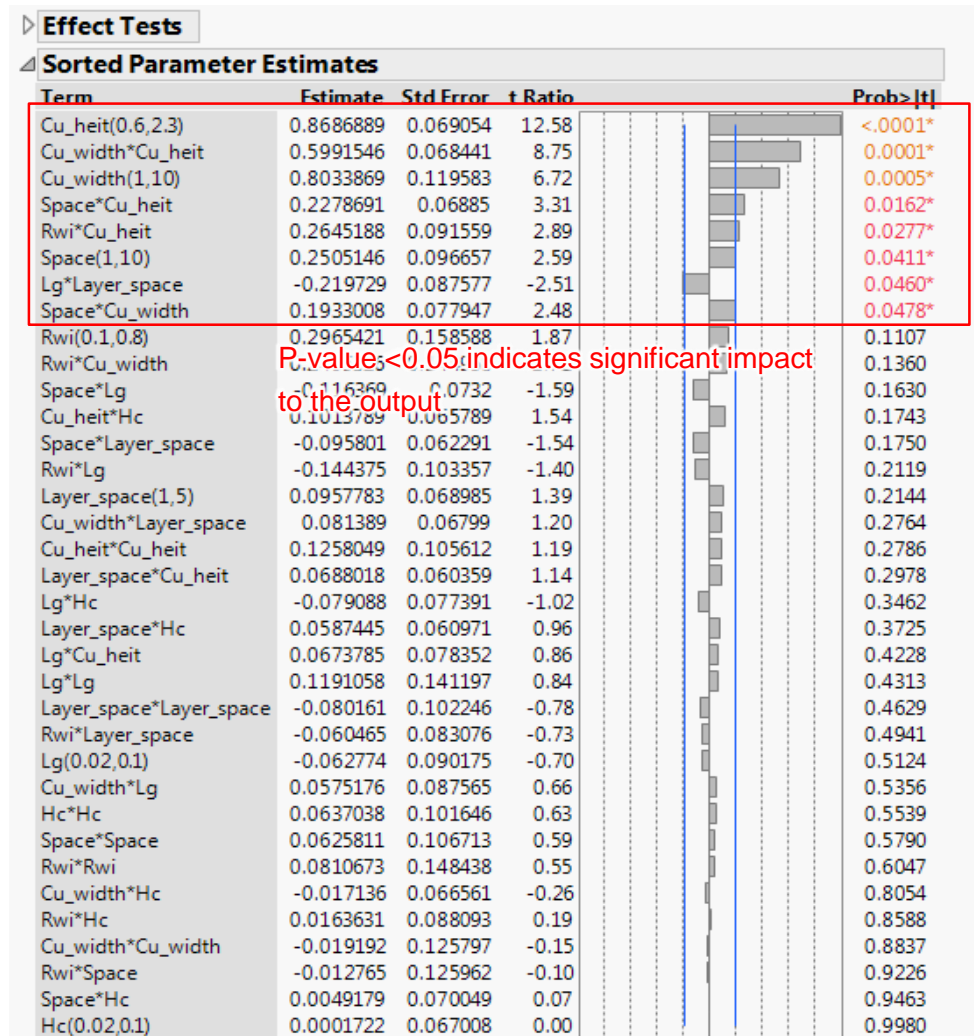 Effect Tests
Sorted Parameter Estimates
Term Estimate Std Error t Ratio Prob>|t|
Cu_heit(0.6,2.3) 0.8686889 0.069054 12.58 <.0001*
Cu_width*Cu_heit 0.5991546 0.068441 8.75 0.0001*
Cu_width(1,10) 0.8033869 0.119583 6.72 0.0005*
Space*Cu_heit 0.2278691 0.06885 3.31 0.0162*
Rwi*Cu_heit 0.2645188 0.091559 2.89 0.0277*
Space(1,10) 0.2505146 0.096657 2.59 0.0411*
Lg*Layer_space -0.219729 0.087577 -2.51 0.0460*
Space*Cu_width 0.1933008 0.077947 2.48 0.0478*
Rwi(0.1,0.8) 0.2965421 0.158588 1.87 0.1107
Rwi*Cu_width 0.1360
P-value <0.05 indicates significant impact
Space*Lg -0.116369 0.0732 -1.59 0.1630
to the output
Cu_heit*Hc 0.1013789 0.065789 1.54 0.1743
Space*Layer_space -0.095801 0.062291 -1.54 0.1750
Rwi*Lg -0.144375 0.103357 -1.40 0.2119
Layer_space(1,5) 0.0957783 0.068985 1.39 0.2144
Cu_width*Layer_space 0.081389 0.06799 1.20 0.2764
Cu_heit*Cu_heit 0.1258049 0.105612 1.19 0.2786
Layer_space*Cu_heit 0.0688018 0.060359 1.14 0.2978
Lg*Hc -0.079088 0.077391 -1.02 0.3462
Layer_space*Hc 0.0587445 0.060971 0.96 0.3725
Lg*Cu_heit 0.0673785 0.078352 0.86 0.4228
Lg*Lg 0.1191058 0.141197 0.84 0.4313
Layer_space*Layer_space -0.080161 0.102246 -0.78 0.4629
Rwi*Layer_space -0.060465 0.083076 -0.73 0.4941
Lg(0.02,0.1) -0.062774 0.090175 -0.70 0.5124
Cu_width*Lg 0.0575176 0.087565 0.66 0.5356
Hc*Hc 0.0637038 0.101646 0.63 0.5539
Space*Space 0.0625811 0.106713 0.59 0.5790
Rwi*Rwi 0.0810673 0.148438 0.55 0.6047
Cu_width*Hc -0.017136 0.066561 -0.26 0.8054
Rwi*Hc 0.0163631 0.088093 0.19 0.8588
Cu_width*Cu_width -0.019192 0.125797 -0.15 0.8837
Rwi*Space -0.012765 0.125962 -0.10 0.9226
Space*Hc 0.0049179 0.070049 0.07 0.9463
Hc(0.02,0.1) 0.0001722 0.067008 0.00 0.9980